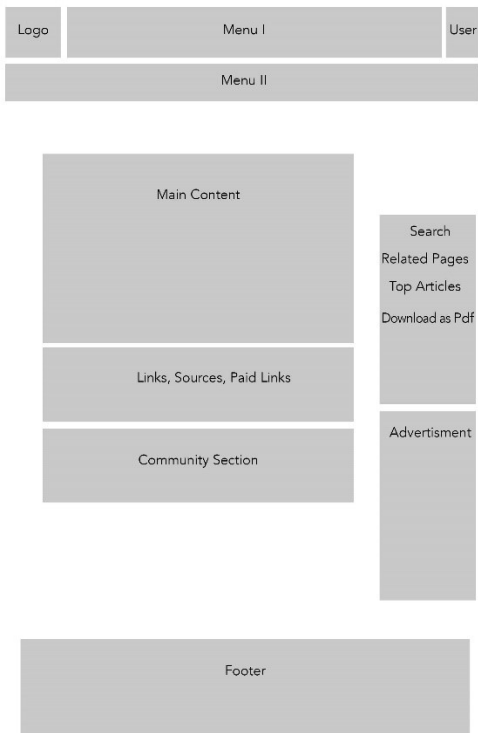 Logo
Menu I
User
Menu II
Main Content
Search
Related Pages
Top Articles
Download as Pdf
Links, Sources, Paid Links
Advertisment
Community Section
Footer